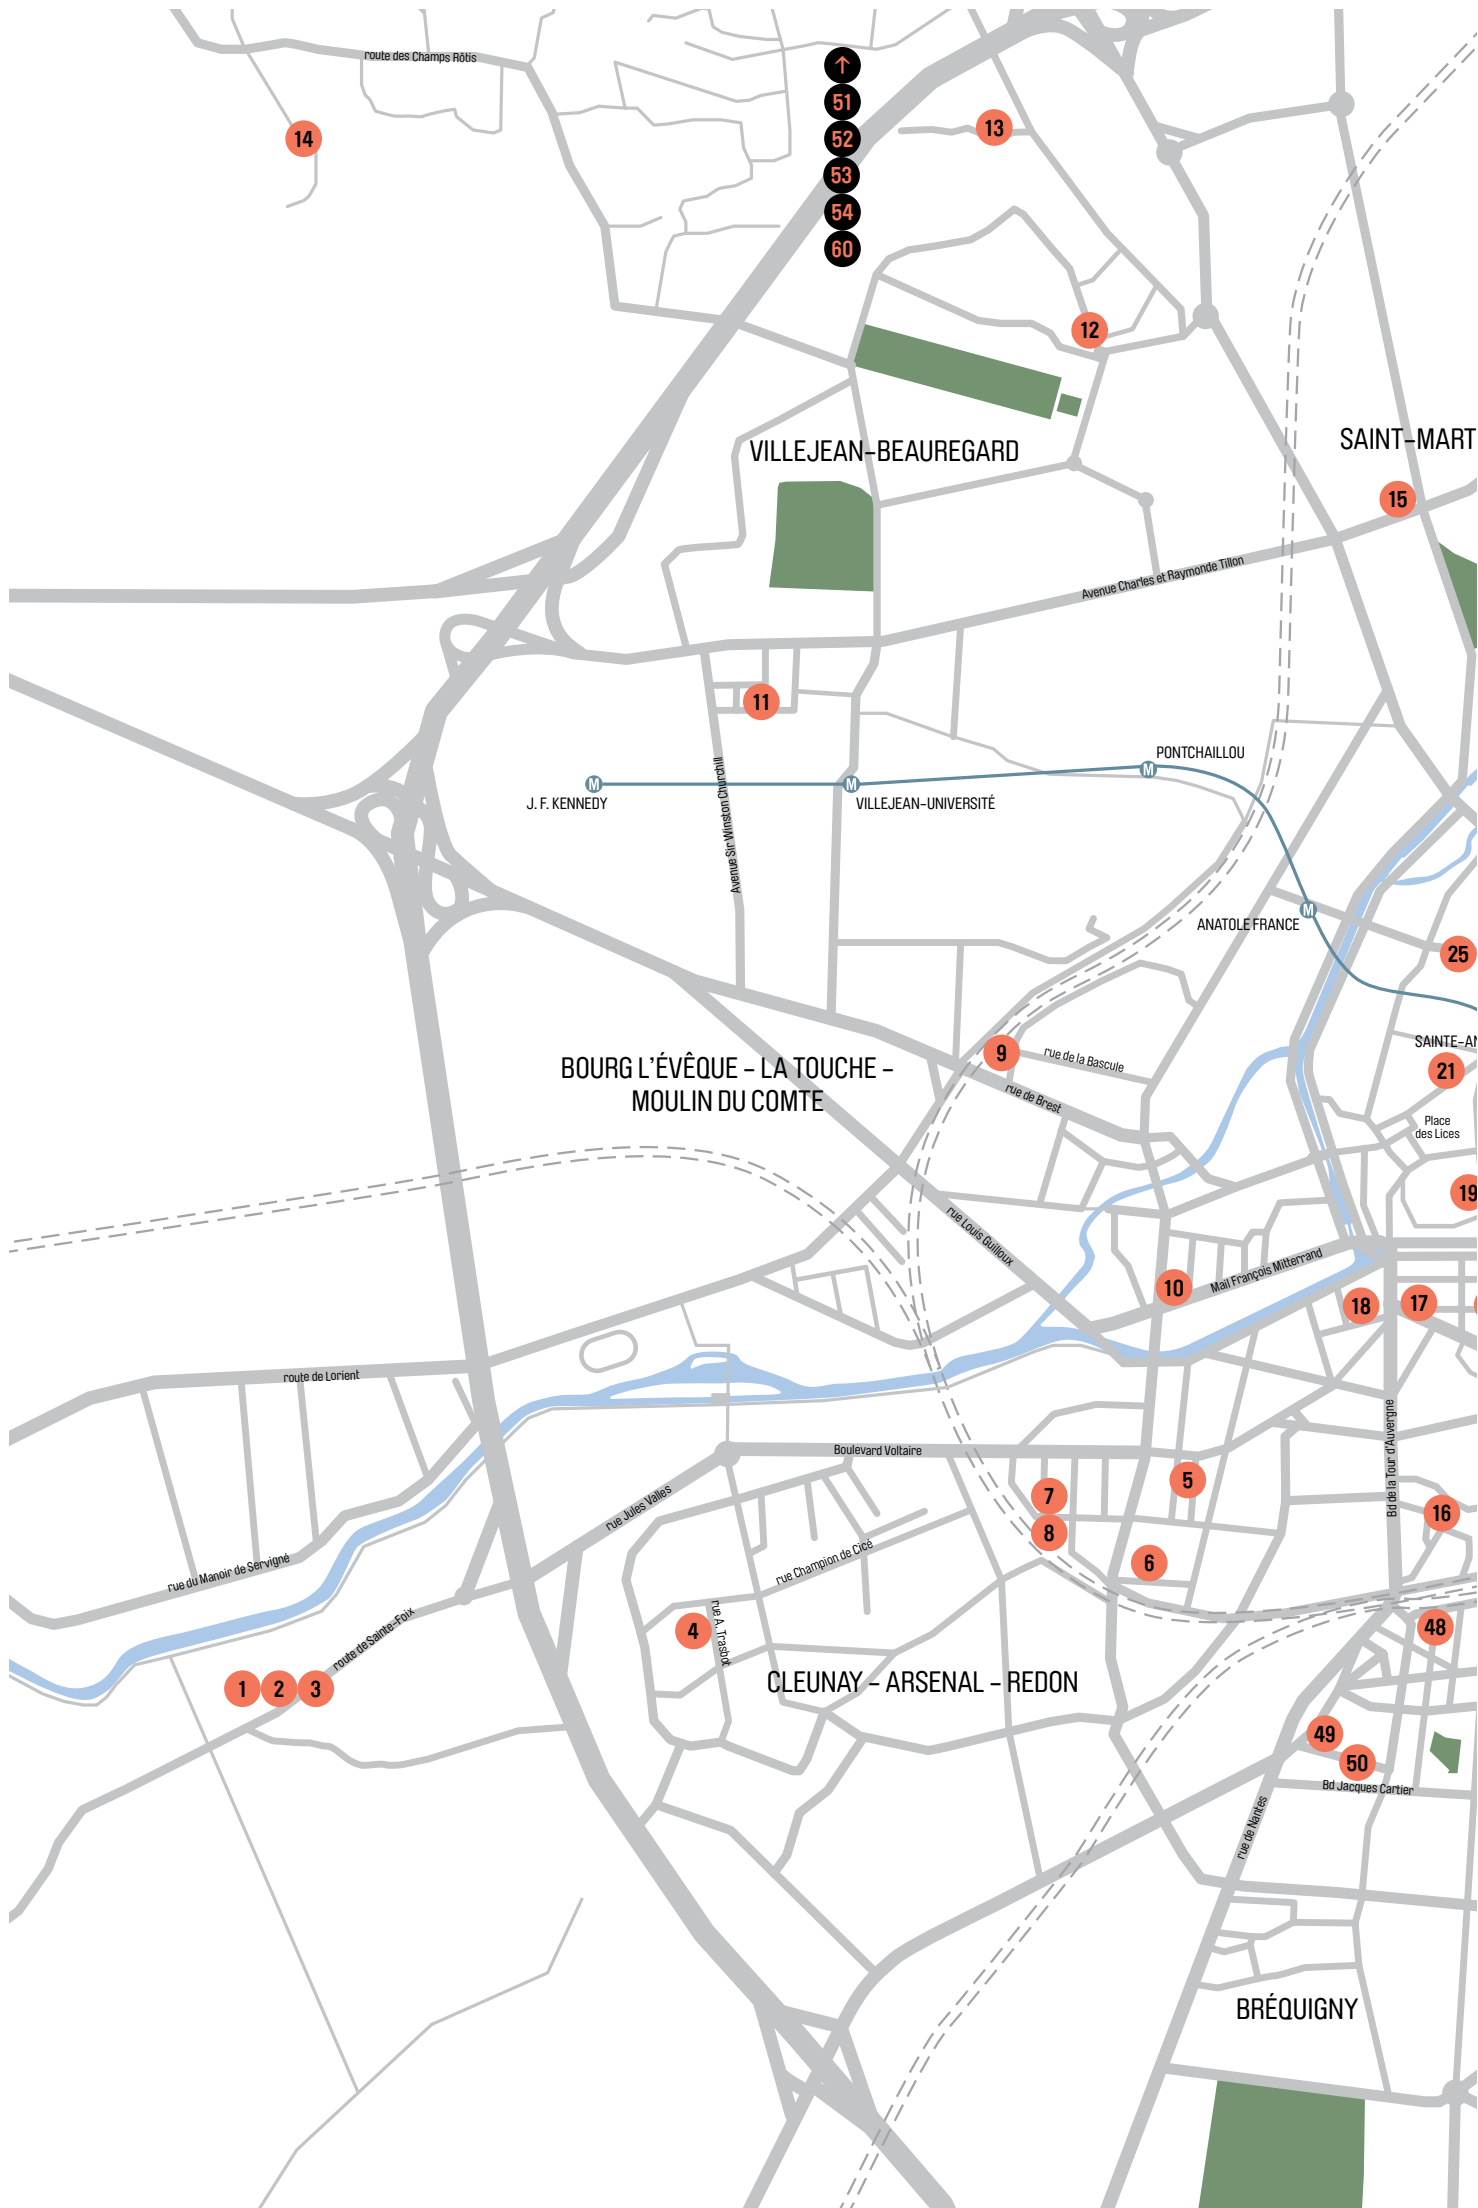 route des Champs Rôtis
↑
51
52
53
54
60
13
14
12
VILLEJEAN-BEAUREGARD
SAINT-MART
15
Avenue Charles et Raymonde Tillon
11
PONTCHAILLOU
M
M
M
J. F. KENNEDY
VILLEJEAN-UNIVERSITÉ
Avenue Sir Winston Churchill
M
ANATOLE FRANCE
25
SAINTE-AN
9
rue de la Bascule
21
BOURG L'ÉVÊQUE - LA TOUCHE -
MOULIN DU COMTE
rue de Brest
Place
des Lices
19
rue Louis Guilloux
Mail François Mitterrand
10
18
17
route de Lorient
Boulevard Voltaire
Bd de la Tour d'Auvergne
5
7
16
rue Jules Valles
8
6
rue Champion de Cicé
rue du Manoir de Servigné
4
rue A. Trasbot
48
route de Sainte-Foix
1
2
3
CLEUNAY - ARSENAL - REDON
49
50
Bd Jacques Cartier
rue de Nantes
BRÉQUIGNY